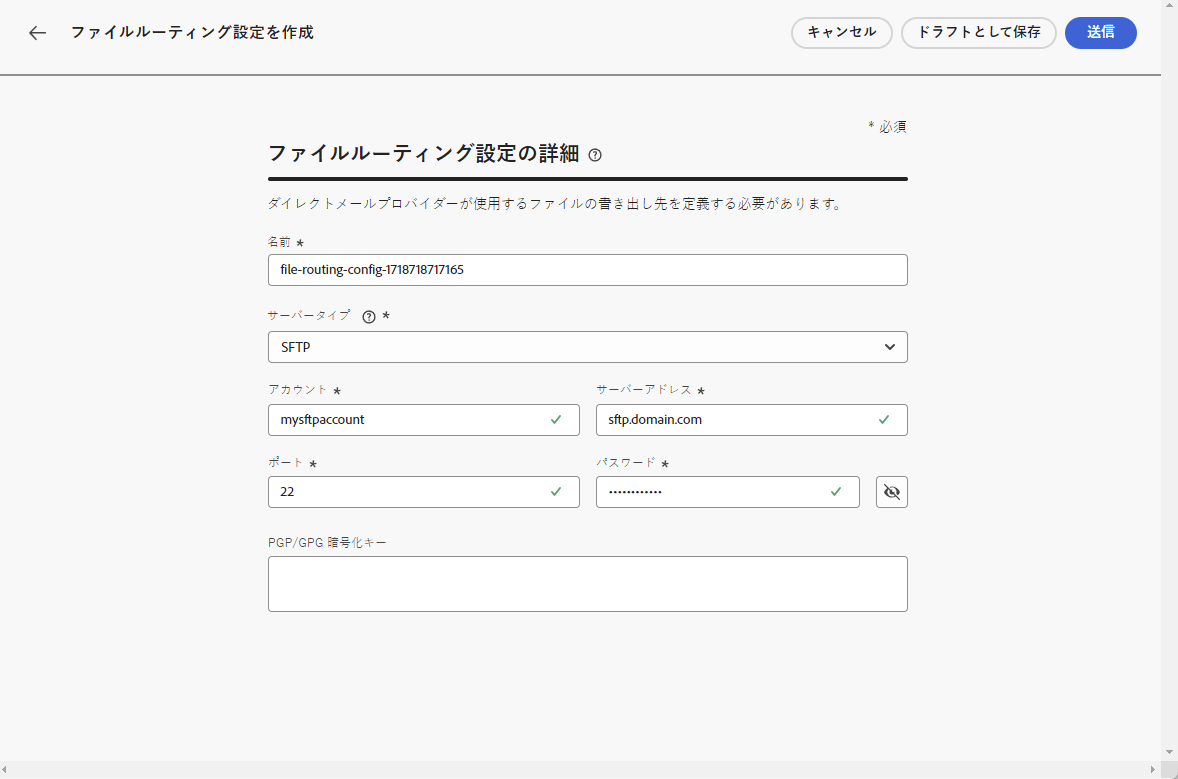 ファイルルーティング設定を作成
キャンセル
ドラフトとして保存
送信
* 必須
ファイルルーティング設定の詳細
ダイレクトメールプロバイダーが使用するファイルの書き出し先を定義する必要があります。
名前 *
file-routing-config-1718718717165
サーバータイプ *
SFTP
アカウント * サーバーアドレス *
mysftpaccount sftp.domain.com
ポート * パスワード *
22 ••••••••••••
PGP/GPG 暗号化キー